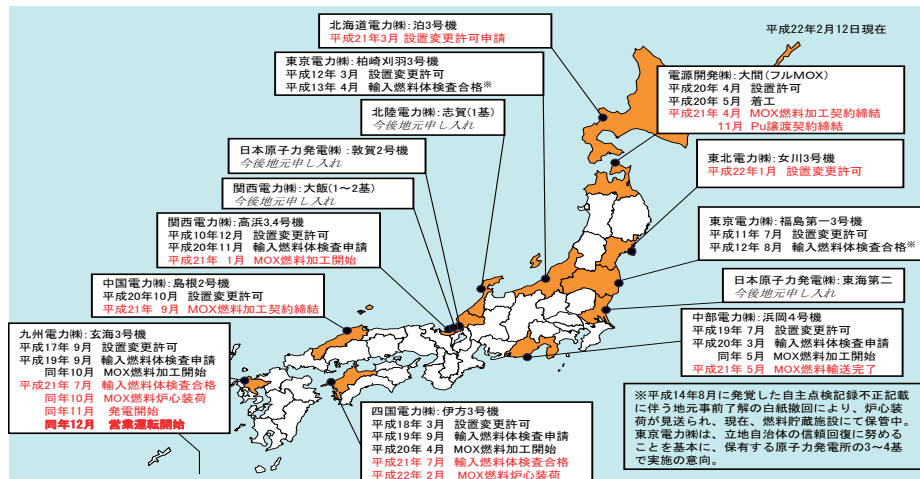 平成22年2月12日現在
北海道電力(株):泊3号機
平成21年3月 設置変更許可申請
東京電力(株):柏崎刈羽3号機
平成12年 3月 設置変更許可
平成13年 4月 輸入燃料体検査合格※
北陸電力(株):志賀(1基)
今後地元申し入れ
日本原子力発電(株):敦賀2号機
今後地元申し入れ
関西電力(株):大飯(1～2基)
今後地元申し入れ
関西電力(株):高浜3,4号機
平成10年12月 設置変更許可
平成20年11月 輸入燃料体検査申請
平成21年 1月 MOX燃料加工開始
中国電力(株):島根2号機
平成20年10月 設置変更許可
平成21年 9月 MOX燃料加工契約締結
九州電力(株):玄海3号機
平成17年 9月 設置変更許可
平成19年 9月 輸入燃料体検査申請
同年10月 MOX燃料加工開始
平成21年 7月 輸入燃料体検査合格
同年10月 MOX燃料炉心装荷
同年11月 発電開始
同年12月 営業運転開始
四国電力(株):伊方3号機
平成18年 3月 設置変更許可
平成19年 9月 輸入燃料体検査申請
平成20年 4月 MOX燃料加工開始
平成21年 7月 輸入燃料体検査合格
平成22年 2月 MOX燃料炉心装荷
電源開発(株):大間(フルMOX)
平成20年 4月 設置許可
平成20年 5月 着工
平成21年 4月 MOX燃料加工契約締結
11月 Pu譲渡契約締結
東北電力(株):女川3号機
平成22年1月 設置変更許可
東京電力(株):福島第一3号機
平成11年 7月 設置変更許可
平成12年 8月 輸入燃料体検査合格※
日本原子力発電(株):東海第二
今後地元申し入れ
中部電力(株):浜岡4号機
平成19年 7月 設置変更許可
平成20年 3月 輸入燃料体検査申請
同年 5月 MOX燃料加工開始
平成21年 5月 MOX燃料輸送完了
※平成14年8月に発覚した自主点検記録不正記載
に伴う地元事前了解の白紙撤回により、炉心装
荷が見送られ、現在、燃料貯蔵施設にて保管中。
東京電力(株)は、立地自治体の信頼回復に努める
ことを基本に、保有する原子力発電所の3～4基
で実施の意向。